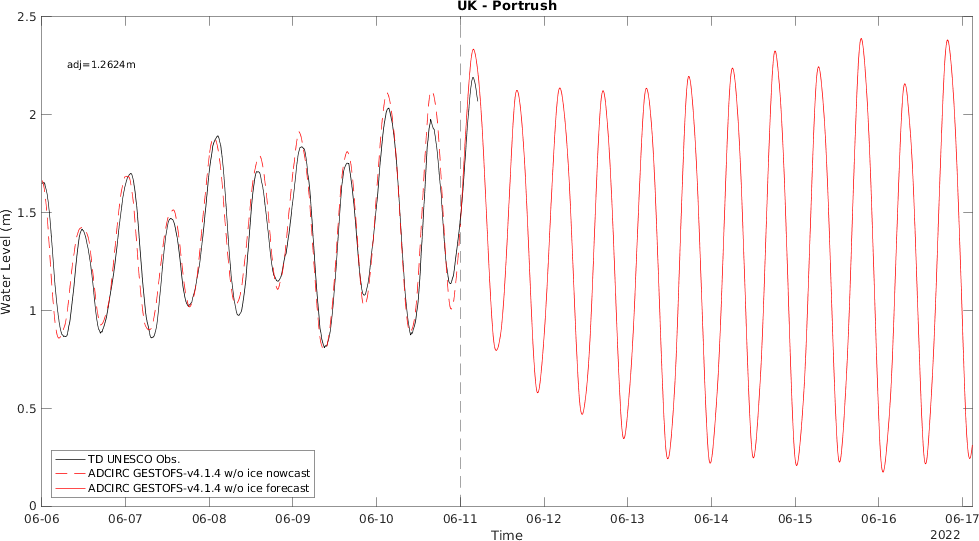 UK - Portrush
2.5
adj=1.2624m
2
1.5
Water Level (m)
1
0.5
TD UNESCO Obs.
ADCIRC GESTOFS-v4.1.4 w/o ice nowcast
ADCIRC GESTOFS-v4.1.4 w/o ice forecast
0
06-06 06-07 06-08 06-09 06-10 06-11 06-12 06-13 06-14 06-15 06-16 06-17
Time
2022